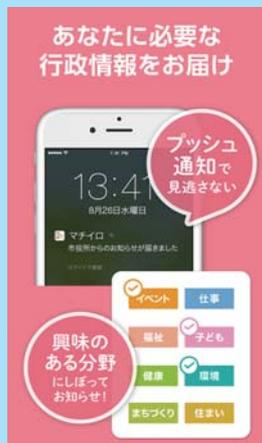 あなたに必要な
行政情報をお届け
プッシュ
通知で
見逃さない
13:41
8月26日水曜日
マチイロ
市役所からのお知らせが届きました
イベント
仕事
福祉
子ども
健康
環境
まちづくり
住まい
興味の
ある分野
にしぼって
お知らせ!